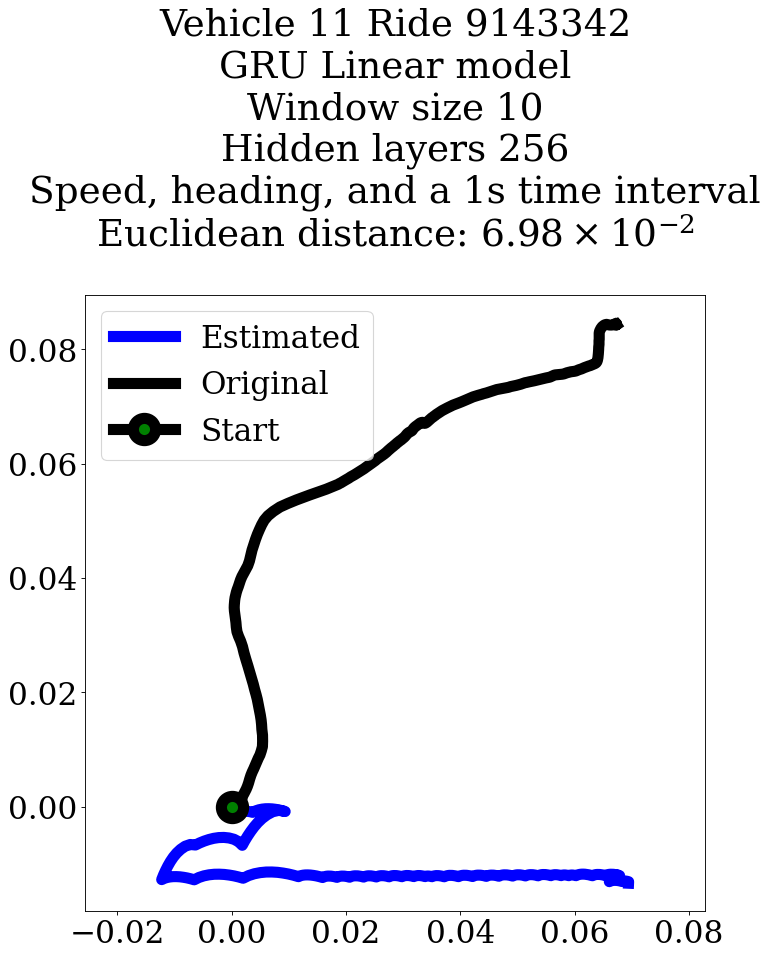 Vehicle 11 Ride 9143342
GRU Linear model
Window size 10
Hidden layers 256
Speed, heading, and a 1s time interval
Euclidean distance: 6.98 × 10⁻²
Estimated
Original
Start
0.08
0.06
0.04
0.02
0.00
−0.02 0.00 0.02 0.04 0.06 0.08